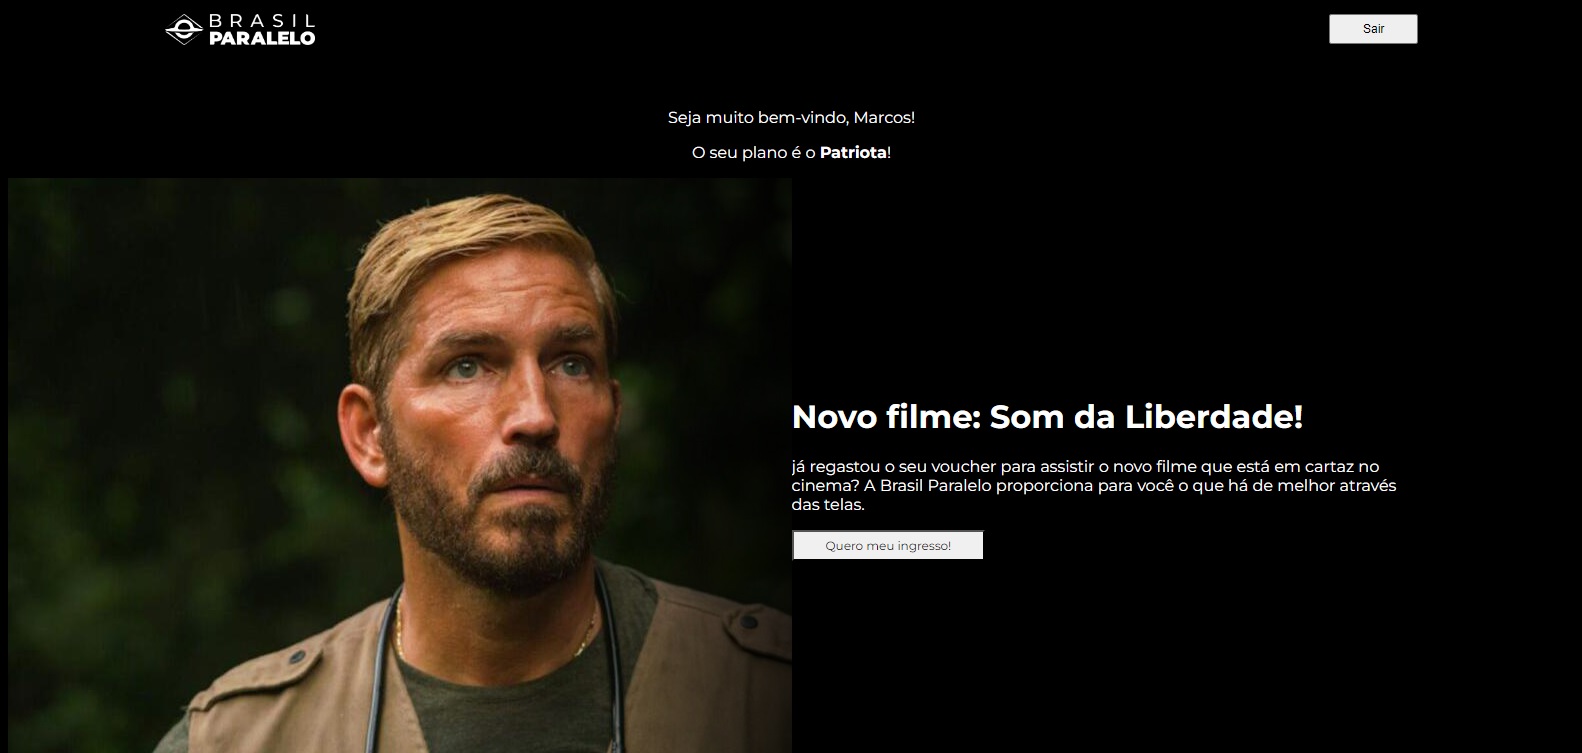 BRASIL
PARALELO
Sair
Seja muito bem-vindo, Marcos!
O seu plano é o Patriota!
Novo filme: Som da Liberdade!
já regastou o seu voucher para assistir o novo filme que está em cartaz no
cinema? A Brasil Paralelo proporciona para você o que há de melhor através
das telas.
Quero meu ingresso!